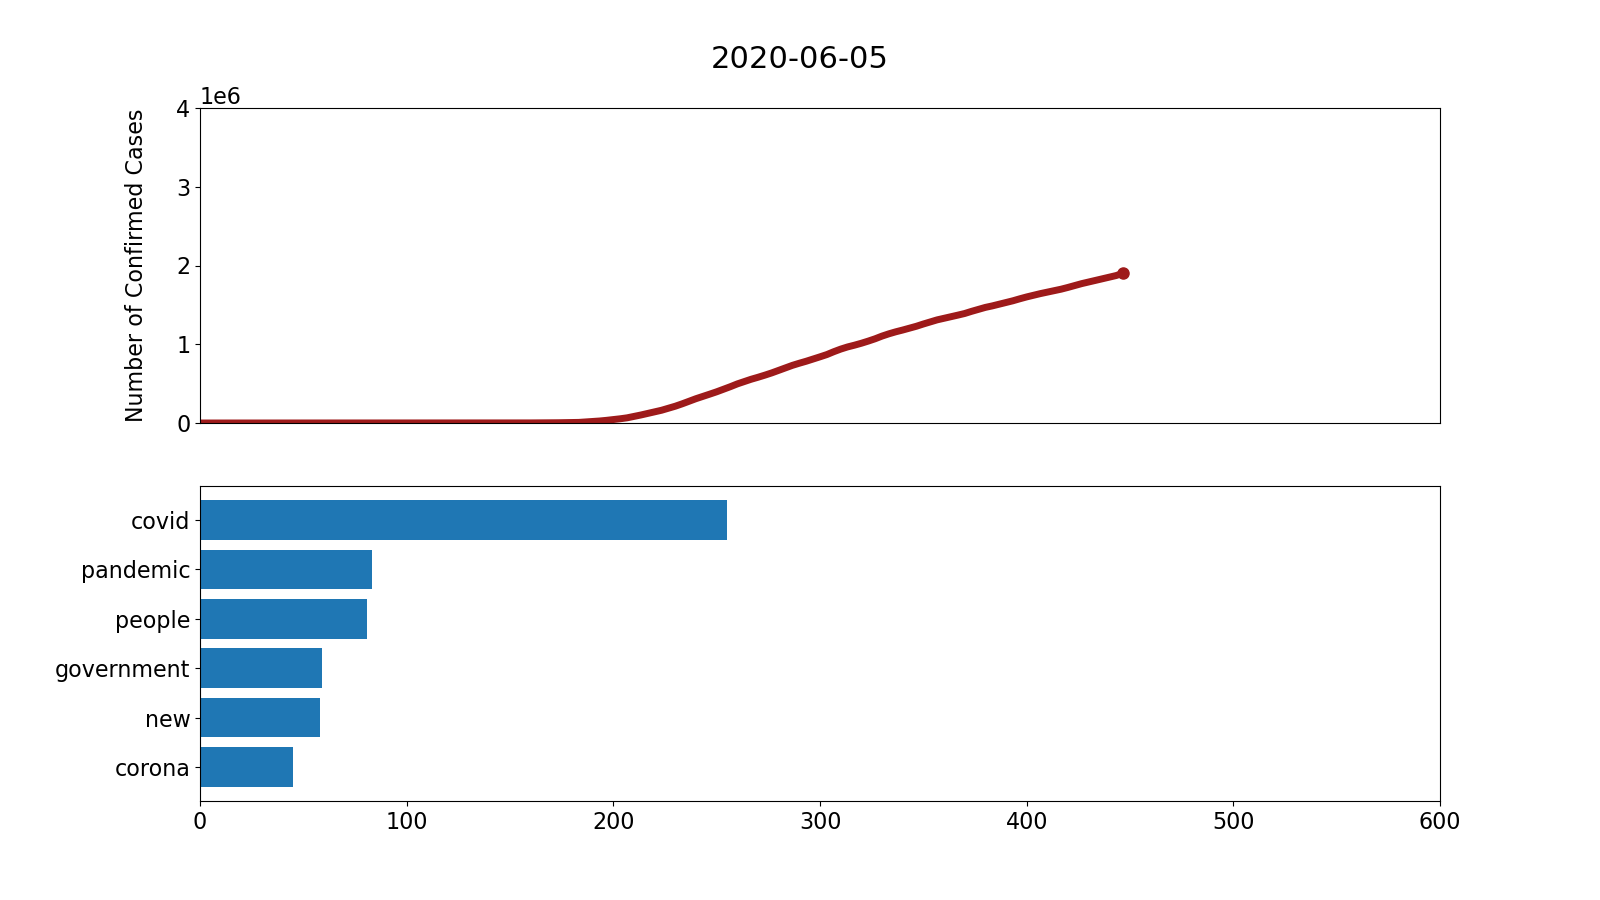 2020-06-05
1e6
Number of Confirmed Cases
4
3
2
1
0
covid
pandemic
people
government
new
corona
0 100 200 300 400 500 600